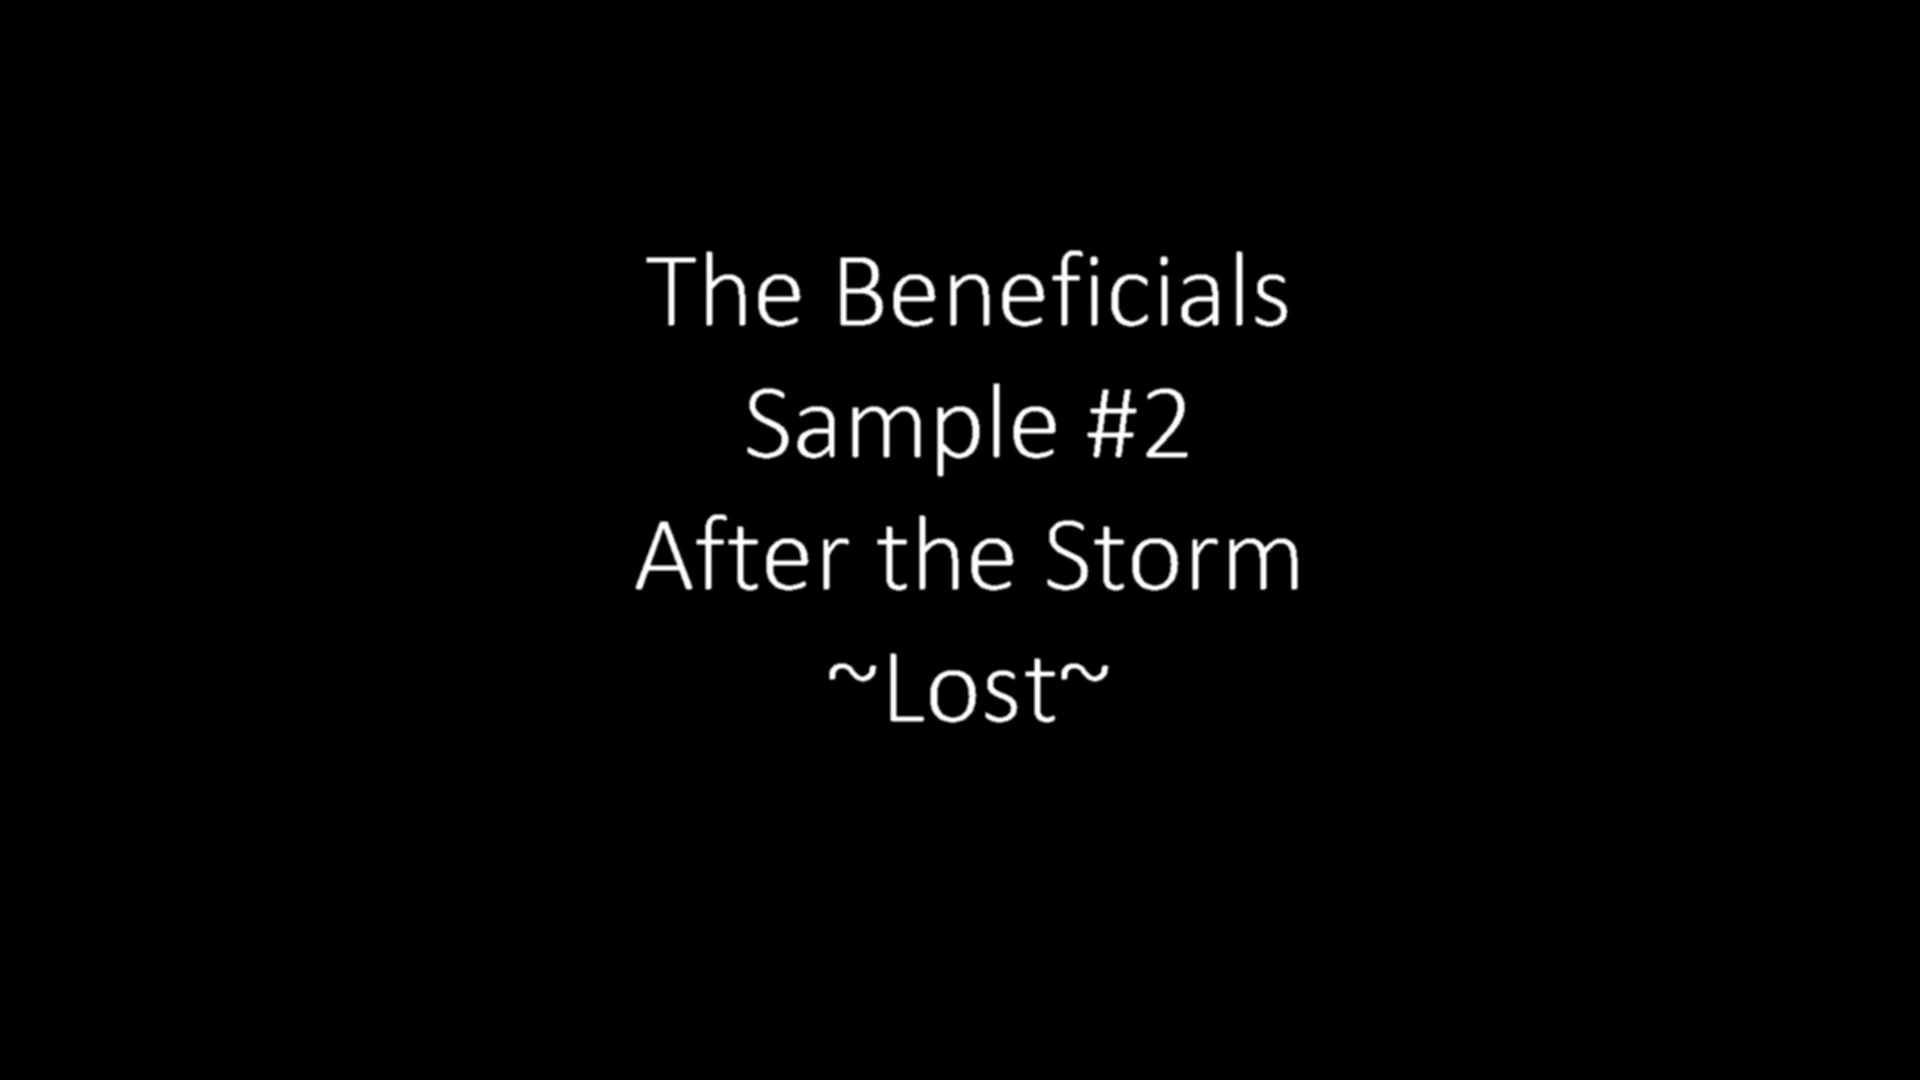 The Beneficials
Sample #2
After the Storm
~Lost~